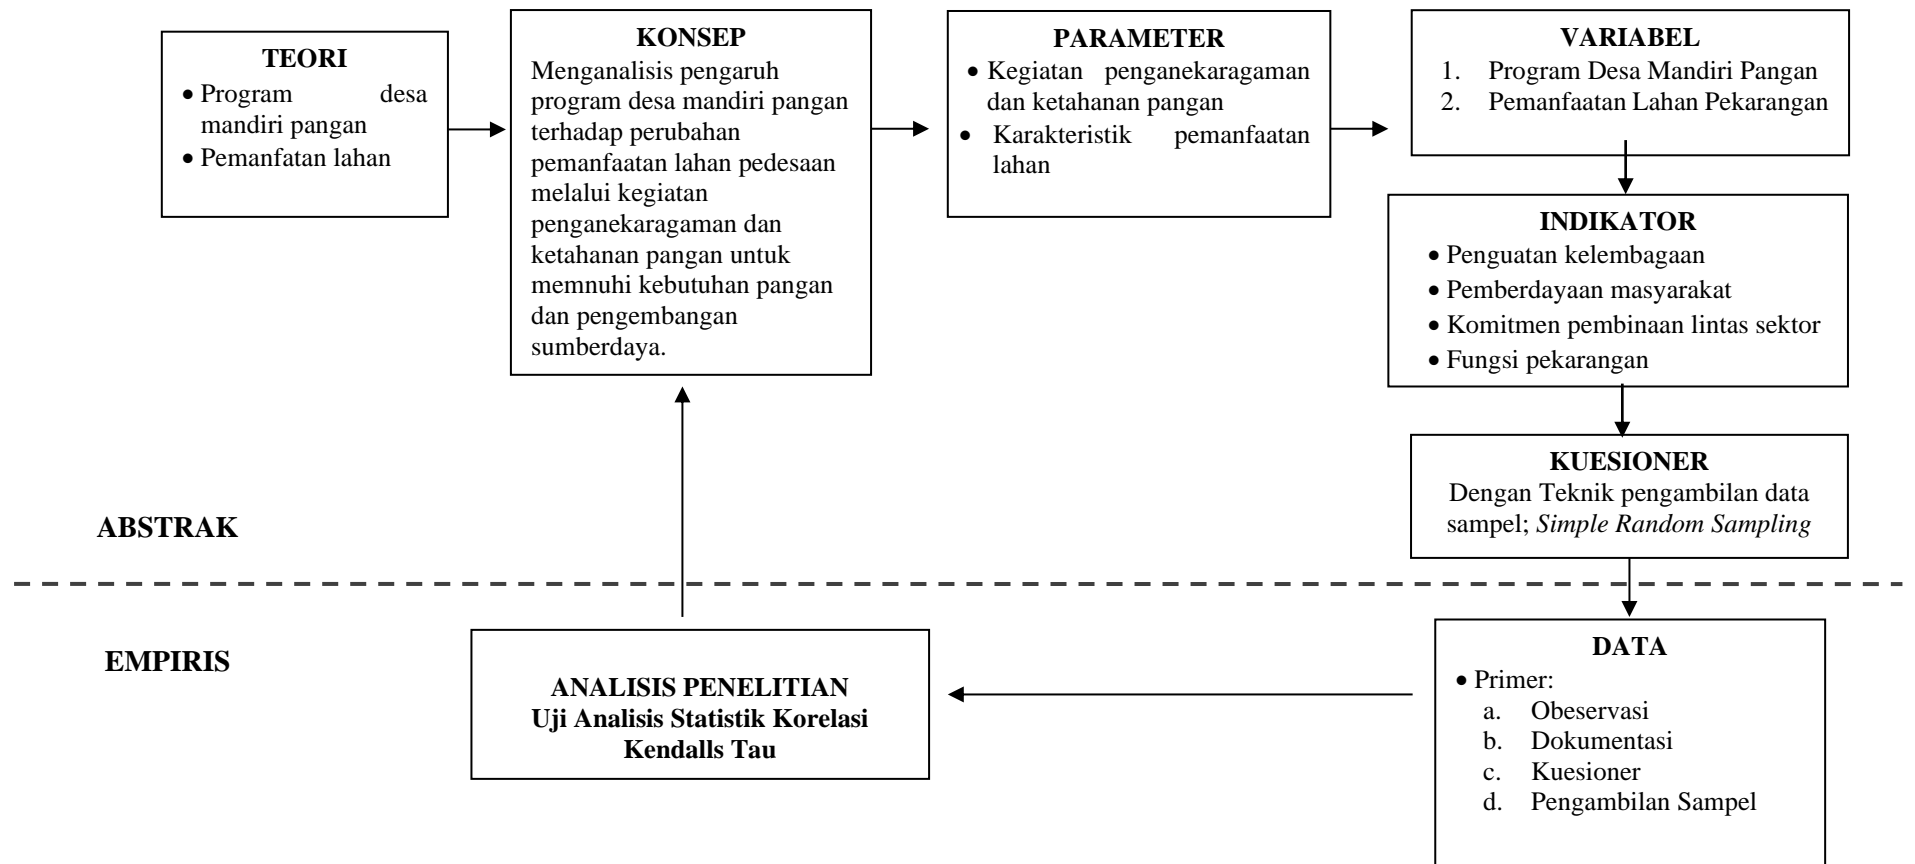 TEORI
• Program desa
mandiri pangan
• Pemanfatan lahan
KONSEP
Menganalisis pengaruh
program desa mandiri pangan
terhadap perubahan
pemanfaatan lahan pedesaan
melalui kegiatan
penganekaragaman dan
ketahanan pangan untuk
memnuhi kebutuhan pangan
dan pengembangan
sumberdaya.
PARAMETER
• Kegiatan penganekaragaman
dan ketahanan pangan
• Karakteristik pemanfaatan
lahan
VARIABEL
1. Program Desa Mandiri Pangan
2. Pemanfaatan Lahan Pekarangan
INDIKATOR
• Penguatan kelembagaan
• Pemberdayaan masyarakat
• Komitmen pembinaan lintas sektor
• Fungsi pekarangan
KUESIONER
Dengan Teknik pengambilan data
sampel; Simple Random Sampling
ABSTRAK
EMPIRIS
DATA
• Primer:
a. Obeservasi
b. Dokumentasi
c. Kuesioner
d. Pengambilan Sampel
ANALISIS PENELITIAN
Uji Analisis Statistik Korelasi
Kendalls Tau